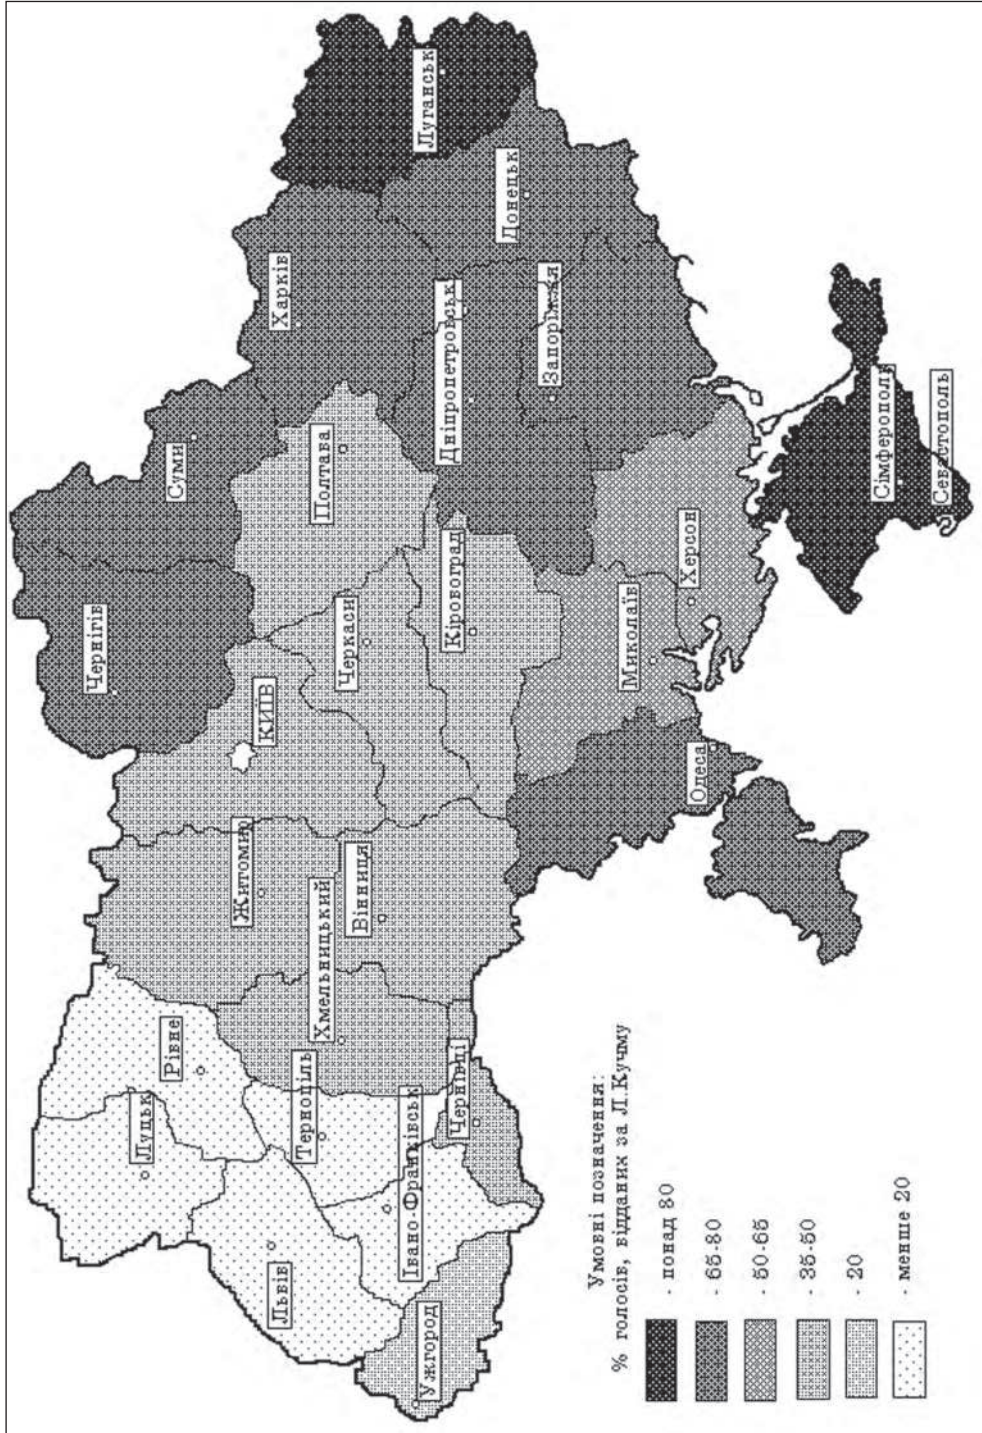 Луцьк
Рівне
Львів
Тернопіль
Івано-Франківськ
Ужгород
Чернівці
Хмельницький
Житомир
Вінниця
КИЇВ
Чернігів
Суми
Черкаси
Полтава
Кіровоград
Харків
Дніпропетровськ
Луганськ
Донецьк
Запоріжжя
Миколаїв
Херсон
Одеса
Сімферополь
Севастополь
Умовні позначення:
% голосів, відданих за Л.Кучму
- понад 80
- 65-80
- 50-65
- 35-50
- 20
- менше 20